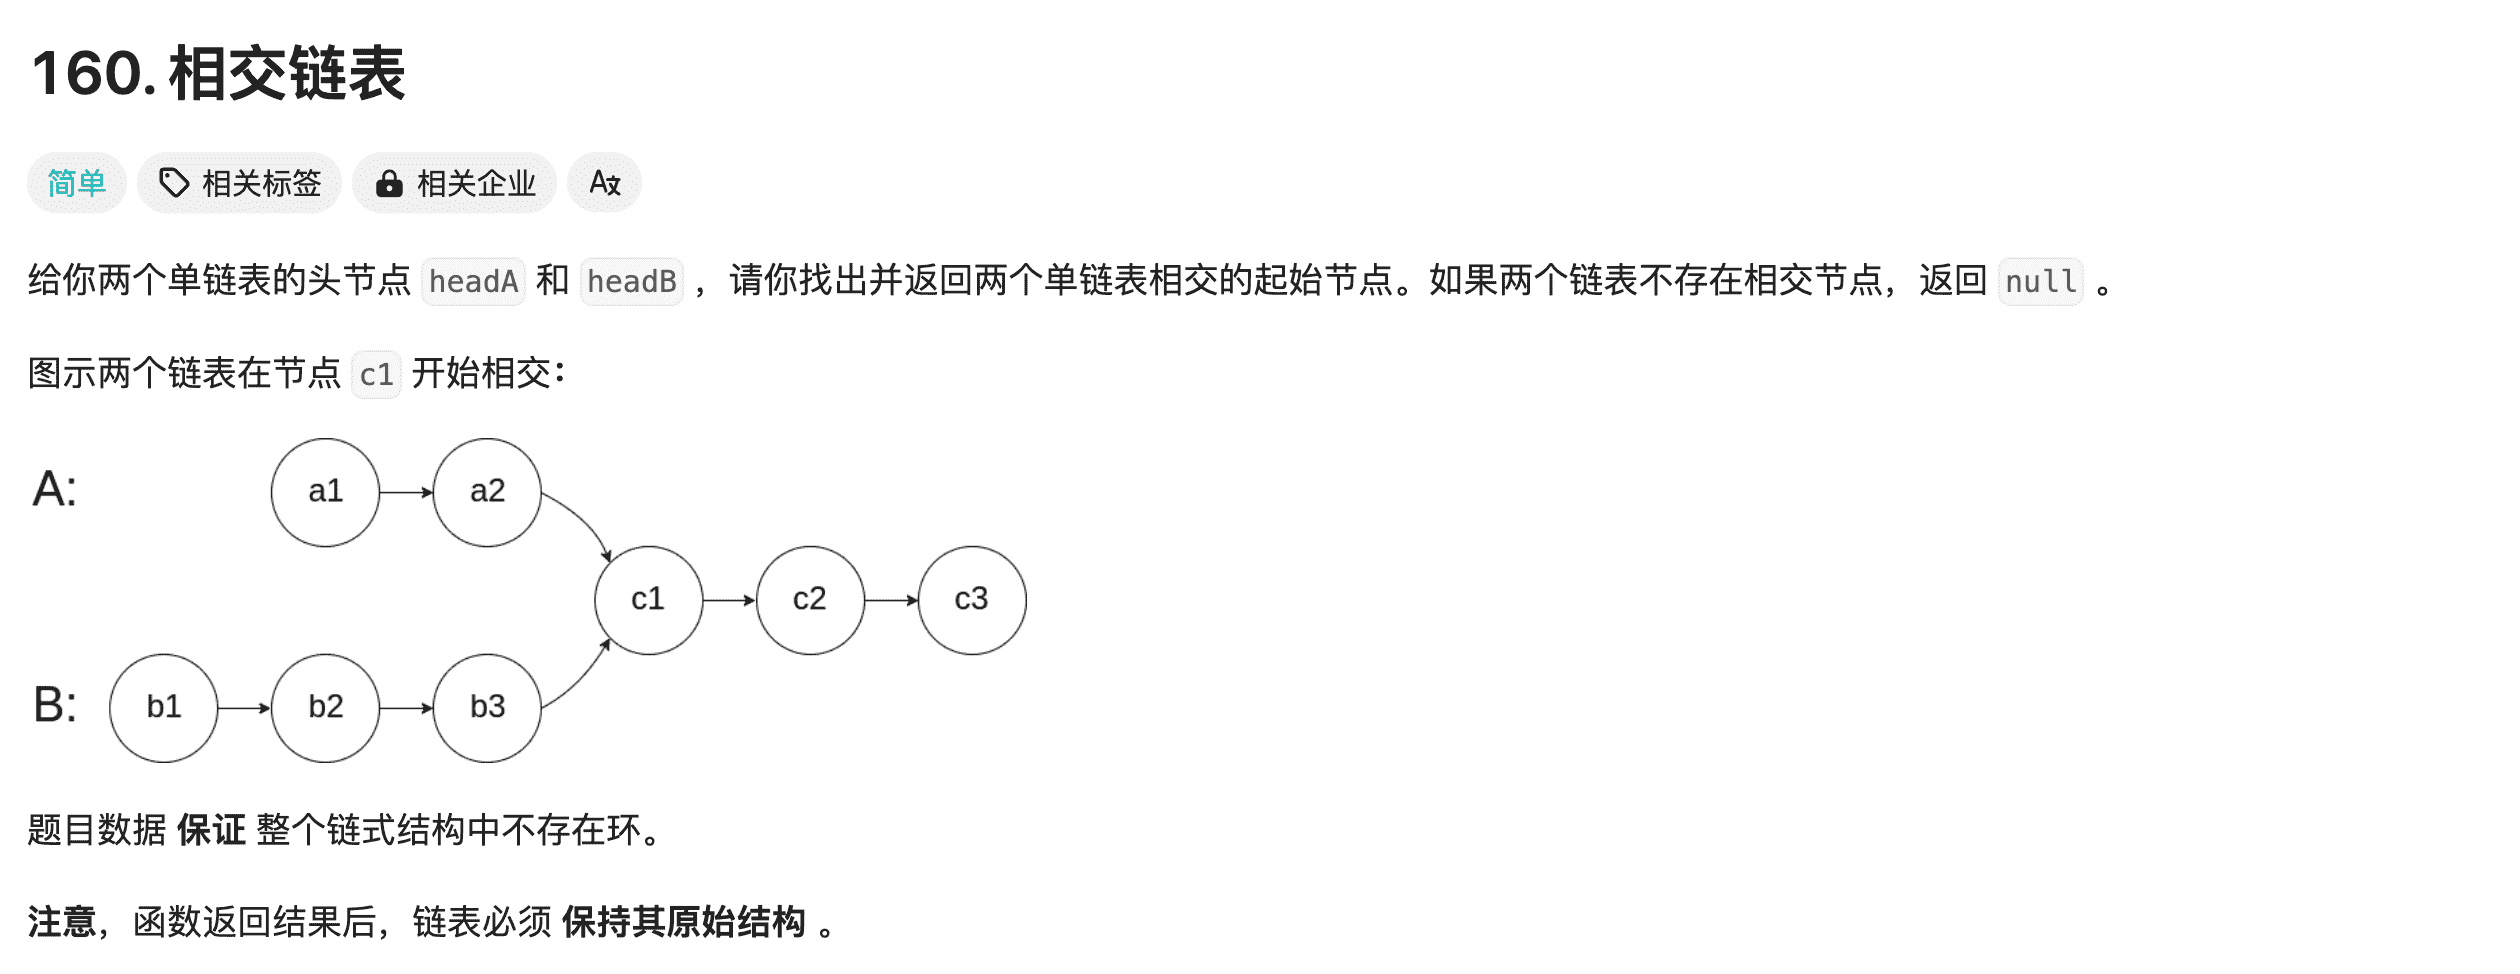 160. 相交链表
简单 相关标签 相关企业 A文
给你两个单链表的头节点 headA 和 headB ，请你找出并返回两个单链表相交的起始节点。如果两个链表不存在相交节点，返回 null 。
图示两个链表在节点 c1 开始相交：
A: a1 a2
c1 c2 c3
B: b1 b2 b3
题目数据 保证 整个链式结构中不存在环。
注意，函数返回结果后，链表必须 保持其原始结构 。